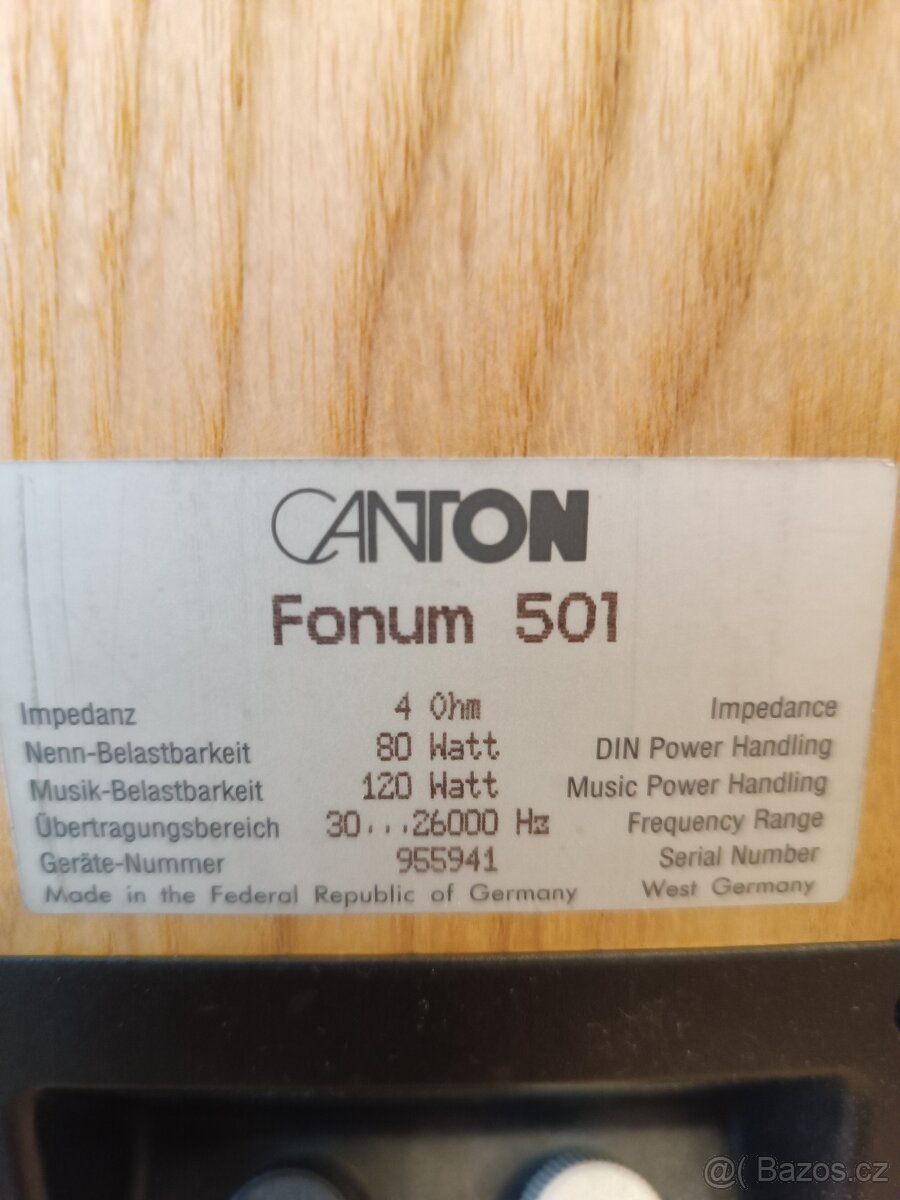 CANTON
Fonum 501
Impedanz 4 Ohm Impedance
Nenn-Belastbarkeit 80 Watt DIN Power Handling
Musik-Belastbarkeit 120 Watt Music Power Handling
Übertragungsbereich 30...26000 Hz Frequency Range
Geräte-Nummer 955941 Serial Number
Made in the Federal Republic of Germany West Germany
@( Bazos.cz